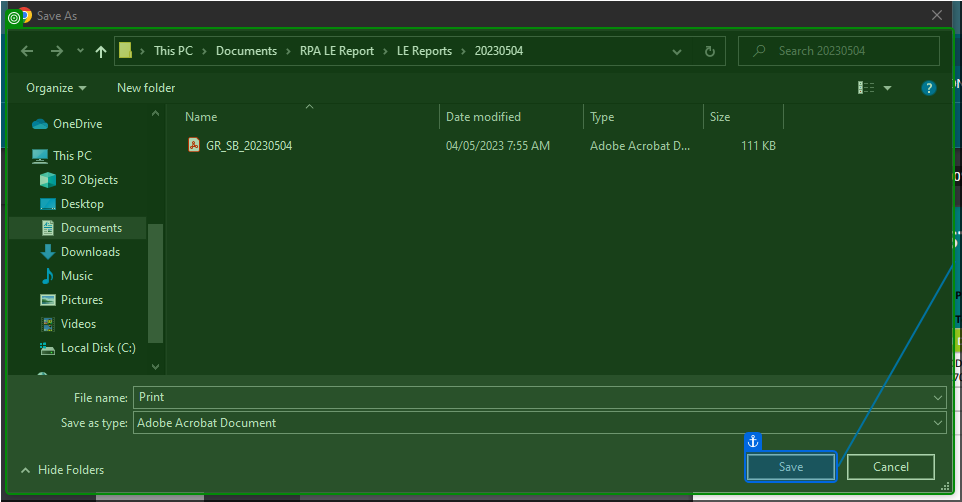 Save As
This PC > Documents > RPA LE Report > LE Reports > 20230504
Search 20230504
Organize
New folder
?
OneDrive
This PC
3D Objects
Desktop
Documents
Downloads
Music
Pictures
Videos
Local Disk (C:)
Name Date modified Type Size
GR_SB_20230504 04/05/2023 7:55 AM Adobe Acrobat D... 111 KB
File name: Print
Save as type: Adobe Acrobat Document
Hide Folders
Save
Cancel